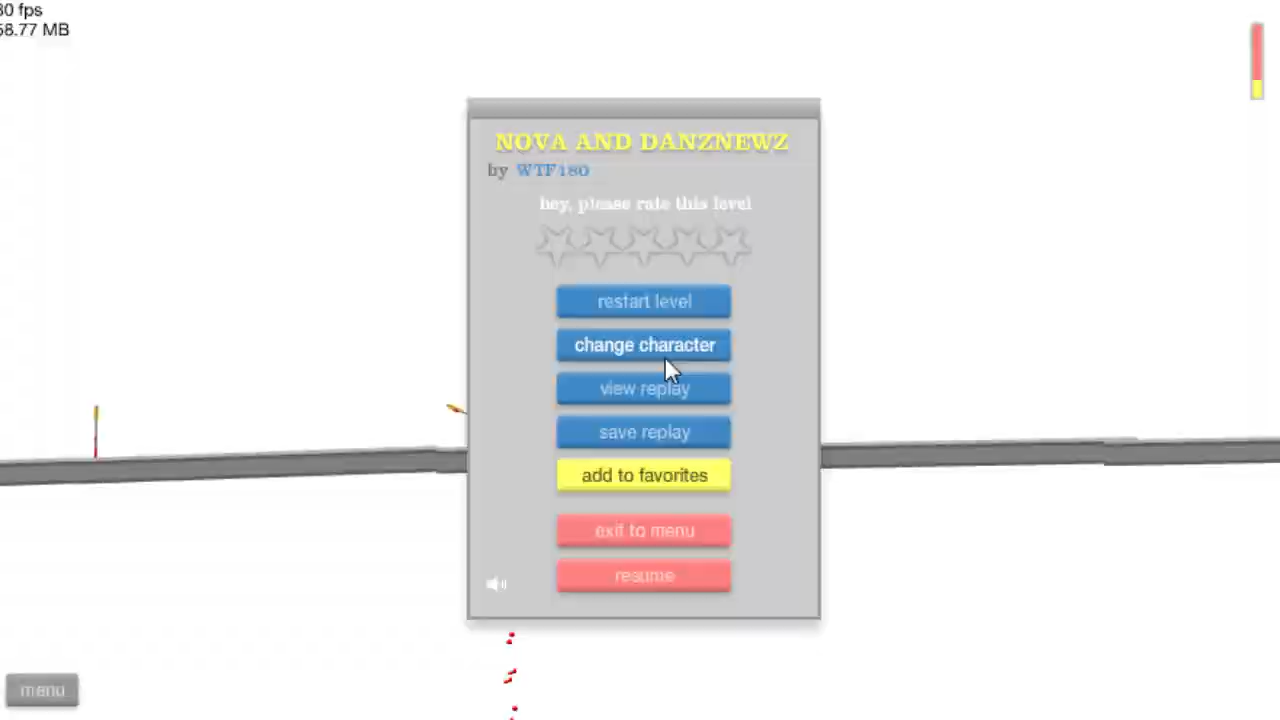 30 fps
58.77 MB
NOVA AND DANZNEWZ
by WTF180
hey, please rate this level
restart level
change character
view replay
save replay
add to favorites
exit to menu
resume
menu